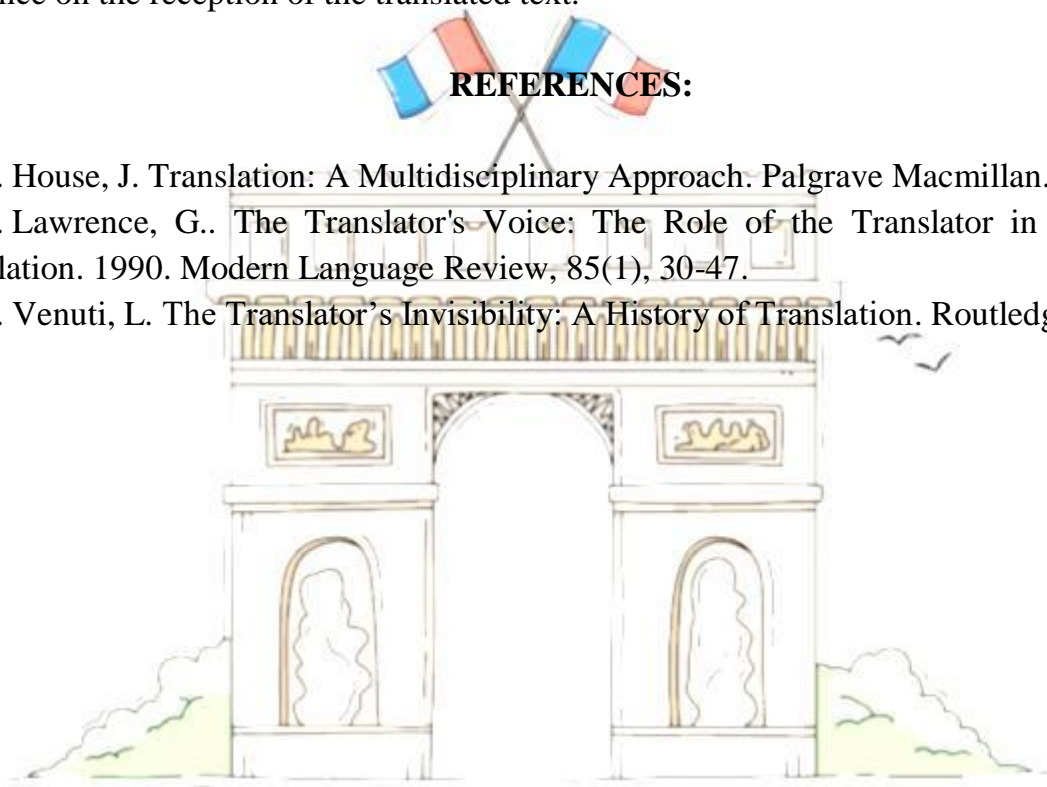 nce on the reception of the translated text.
REFERENCES:
. House, J. Translation: A Multidisciplinary Approach. Palgrave Macmillan.
. Lawrence, G.. The Translator's Voice: The Role of the Translator in
lation. 1990. Modern Language Review, 85(1), 30-47.
. Venuti, L. The Translator’s Invisibility: A History of Translation. Routledg